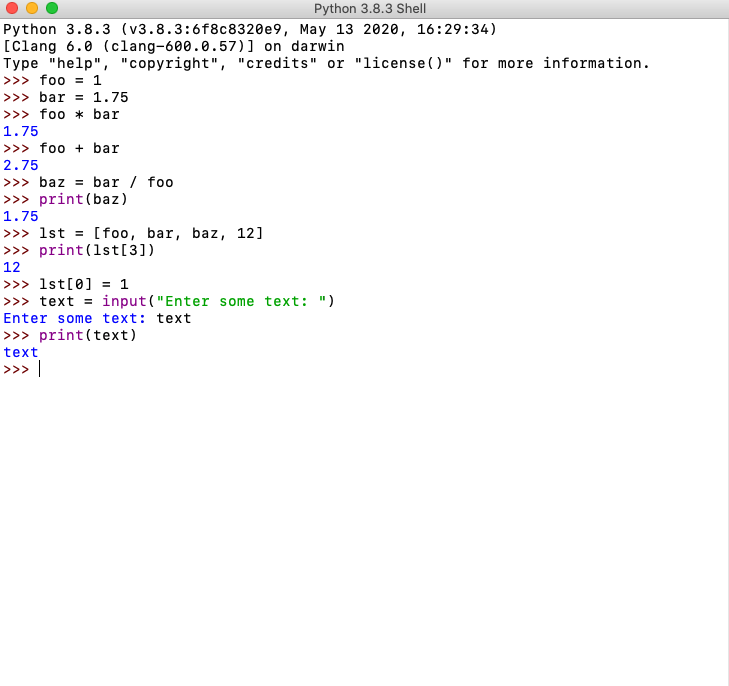 Python 3.8.3 Shell
Python 3.8.3 (v3.8.3:6f8c8320e9, May 13 2020, 16:29:34)
[Clang 6.0 (clang-600.0.57)] on darwin
Type "help", "copyright", "credits" or "license()" for more information.
>>> foo = 1
>>> bar = 1.75
>>> foo * bar
1.75
>>> foo + bar
2.75
>>> baz = bar / foo
>>> print(baz)
1.75
>>> lst = [foo, bar, baz, 12]
>>> print(lst[3])
12
>>> lst[0] = 1
>>> text = input("Enter some text: ")
Enter some text: text
>>> print(text)
text
>>>